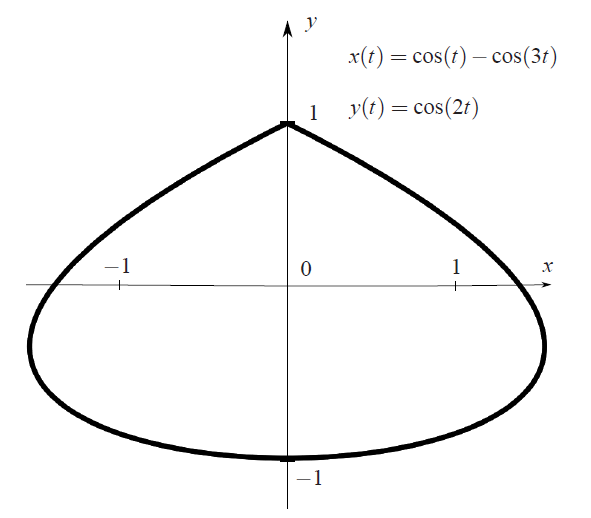 y
x(t) = cos(t) − cos(3t)
1
y(t) = cos(2t)
−1
0
1
x
−1